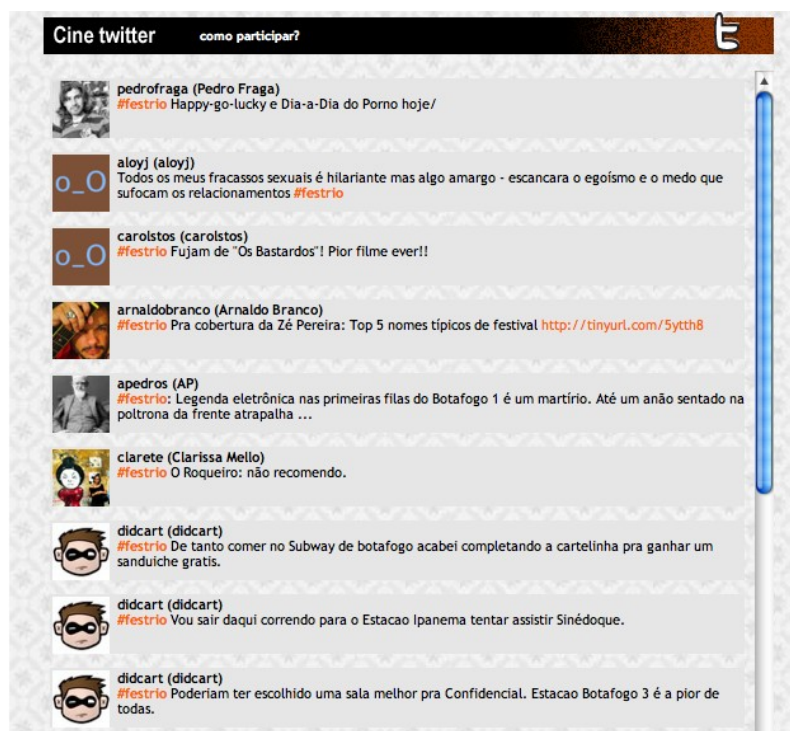 Cine twitter como participar?
t
pedrofraga (Pedro Fraga)
#festrio Happy-go-lucky e Dia-a-Dia do Porno hoje/
o_O
aloyj (aloyj)
Todos os meus fracassos sexuais é hilariante mas algo amargo - escancara o egoísmo e o medo que
sufocam os relacionamentos #festrio
o_O
carolstos (carolstos)
#festrio Fujam de "Os Bastardos"! Pior filme ever!!
arnaldobranco (Arnaldo Branco)
#festrio Pra cobertura da Zé Pereira: Top 5 nomes típicos de festival http://tinyurl.com/5ytth8
apedros (AP)
#festrio: Legenda eletrônica nas primeiras filas do Botafogo 1 é um martírio. Até um anão sentado na
poltrona da frente atrapalha ...
clarete (Clarissa Mello)
#festrio O Roqueiro: não recomendo.
didcart (didcart)
#festrio De tanto comer no Subway de botafogo acabei completando a cartelinha pra ganhar um
sanduiche gratis.
didcart (didcart)
#festrio Vou sair daqui correndo para o Estacao Ipanema tentar assistir Sinédoque.
didcart (didcart)
#festrio Poderiam ter escolhido uma sala melhor pra Confidencial. Estacao Botafogo 3 é a pior de
todas.